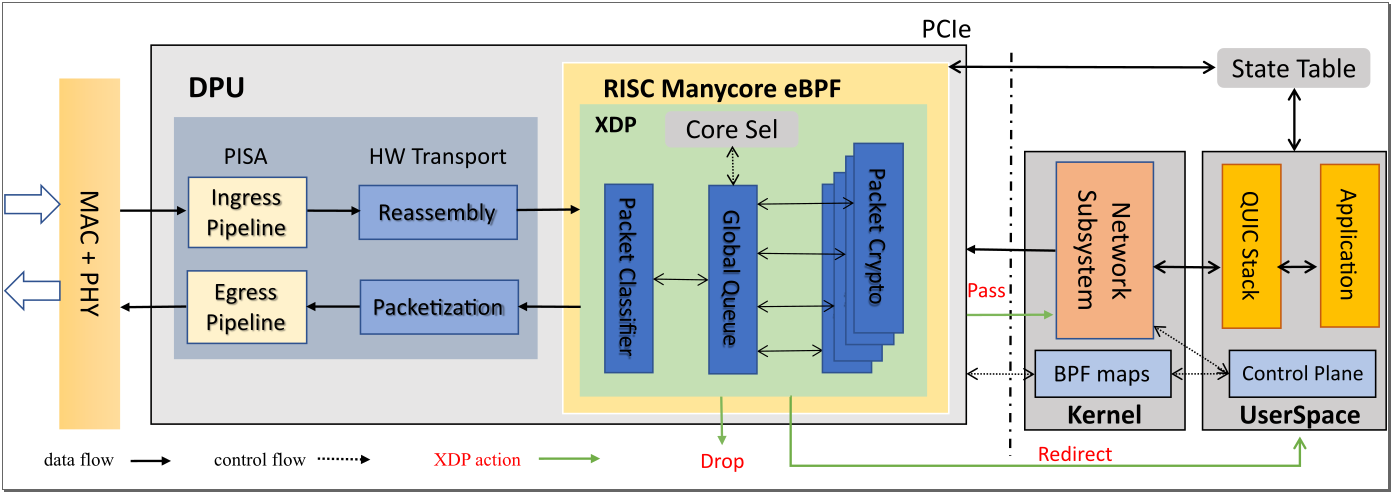 PCIe
State Table
DPU
RISC Manycore eBPF
XDP
Core Sel
MAC + PHY
PISA
HW Transport
Ingress
Pipeline
Reassembly
Egress
Pipeline
Packetization
Packet Classifier
Global Queue
Packet Crypto
Network
Subsystem
QUIC Stack
Application
Pass
BPF maps
Control Plane
Kernel
UserSpace
data flow
control flow
XDP action
Drop
Redirect